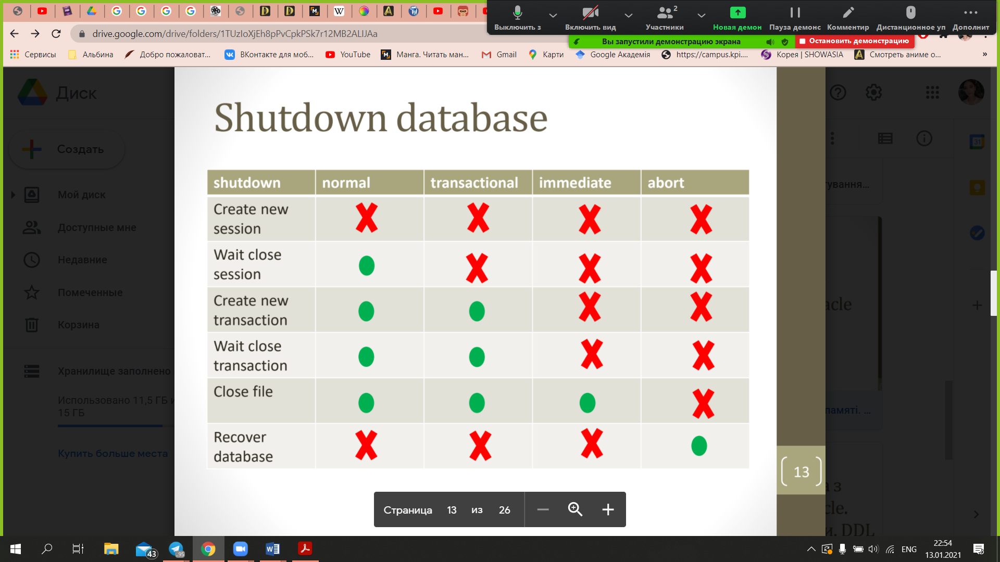 Выключить з
Включить вид
Участники
2
Новая демон
Пауза демонс
Комментир
Дистанционное уп
Дополнит
drive.google.com/drive/folders/1TUzIoXjEh8pPvCpkPSk7r12MB2ALIJAa
Вы запустили демонстрацию экрана
Остановить демонстрацию
Сервисы
Альбина
Добро пожаловат...
ВКонтакте для моб...
YouTube
Манга. Читать ман...
Gmail
Карти
Google Академія
https://campus.kpi....
Корея | SHOWASIA
Смотреть аниме о...
»
Диск
Создать
Мой диск
Доступные мне
Недавние
Помеченные
Корзина
Хранилище заполнено
Использовано 11,5 ГБ и
15 ГБ
Купить больше места
Shutdown database
shutdown normal transactional immediate abort
Create new
session
Wait close
session
Create new
transaction
Wait close
transaction
Close file
Recover
database
13
Страница 13 из 26
31
тування...
acle
памяті. ...
а з
cle.
и. DDL
43
95
ENG
22:54
13.01.2021